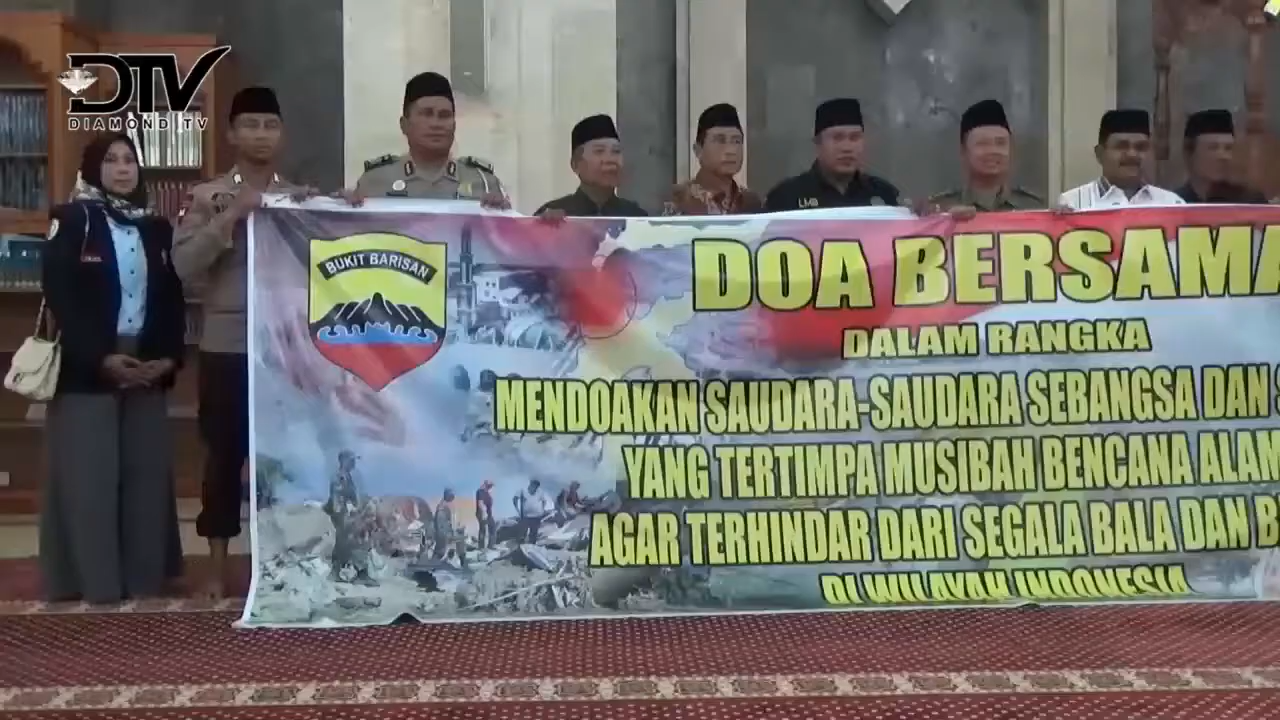 DTV
DIAMOND TV
BUKIT BARISAN
DOA BERSAMA
DALAM RANGKA
MENDOAKAN SAUDARA-SAUDARA SEBANGSA DAN
YANG TERTIMPA MUSIBAH BENCANA ALAM
AGAR TERHINDAR DARI SEGALA BALA DAN
DI WILAYAH INDONESIA